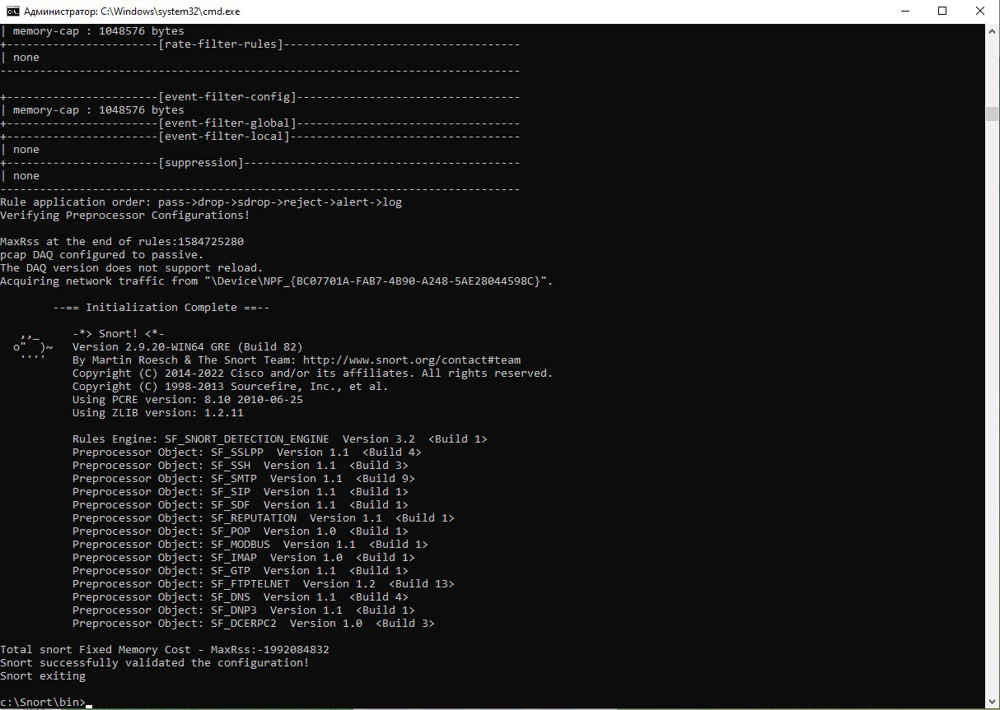 Администратор: C:\Windows\system32\cmd.exe
| memory-cap : 1048576 bytes
+-----------------------[rate-filter-rules]------------------------------------
| none
-------------------------------------------------------------------------------
+-----------------------[event-filter-config]----------------------------------
| memory-cap : 1048576 bytes
+-----------------------[event-filter-global]----------------------------------
+-----------------------[event-filter-local]-----------------------------------
| none
+-----------------------[suppression]------------------------------------------
| none
-------------------------------------------------------------------------------
Rule application order: pass->drop->sdrop->reject->alert->log
Verifying Preprocessor Configurations!
MaxRss at the end of rules:1584725280
pcap DAQ configured to passive.
The DAQ version does not support reload.
Acquiring network traffic from "\Device\NPF_{BC07701A-FAB7-4B90-A248-5AE28044598C}".
        --== Initialization Complete ==--
   ,,_     -*> Snort! <*-
  o"  )~   Version 2.9.20-WIN64 GRE (Build 82)
   ''''    By Martin Roesch & The Snort Team: http://www.snort.org/contact#team
           Copyright (C) 2014-2022 Cisco and/or its affiliates. All rights reserved.
           Copyright (C) 1998-2013 Sourcefire, Inc., et al.
           Using PCRE version: 8.10 2010-06-25
           Using ZLIB version: 1.2.11
           Rules Engine: SF_SNORT_DETECTION_ENGINE  Version 3.2  <Build 1>
           Preprocessor Object: SF_SSLPP  Version 1.1  <Build 4>
           Preprocessor Object: SF_SSH  Version 1.1  <Build 3>
           Preprocessor Object: SF_SMTP  Version 1.1  <Build 9>
           Preprocessor Object: SF_SIP  Version 1.1  <Build 1>
           Preprocessor Object: SF_SDF  Version 1.1  <Build 1>
           Preprocessor Object: SF_REPUTATION  Version 1.1  <Build 1>
           Preprocessor Object: SF_POP  Version 1.0  <Build 1>
           Preprocessor Object: SF_MODBUS  Version 1.1  <Build 1>
           Preprocessor Object: SF_IMAP  Version 1.0  <Build 1>
           Preprocessor Object: SF_GTP  Version 1.1  <Build 1>
           Preprocessor Object: SF_FTPTELNET  Version 1.2  <Build 13>
           Preprocessor Object: SF_DNS  Version 1.1  <Build 4>
           Preprocessor Object: SF_DNP3  Version 1.1  <Build 1>
           Preprocessor Object: SF_DCERPC2  Version 1.0  <Build 3>
Total snort Fixed Memory Cost - MaxRss:-1992084832
Snort successfully validated the configuration!
Snort exiting
c:\Snort\bin>